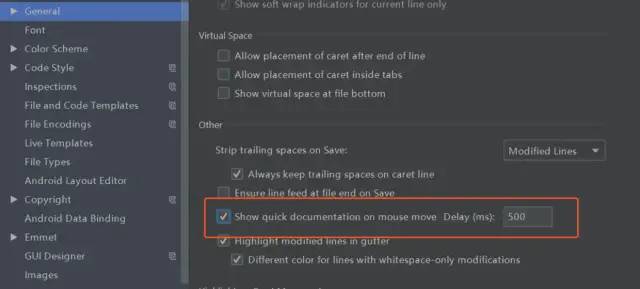 General
Font
Color Scheme
Code Style
Inspections
File and Code Templates
File Encodings
Live Templates
File Types
Android Layout Editor
Copyright
Android Data Binding
Emmet
GUI Designer
Images
Show soft wrap indicators for current line only
Virtual Space
Allow placement of caret after end of line
Allow placement of caret inside tabs
Show virtual space at file bottom
Other
Strip trailing spaces on Save: Modified Lines
Always keep trailing spaces on caret line
Ensure line feed at file end on Save
Show quick documentation on mouse move Delay (ms): 500
Highlight modified lines in gutter
Different color for lines with whitespace-only modifications